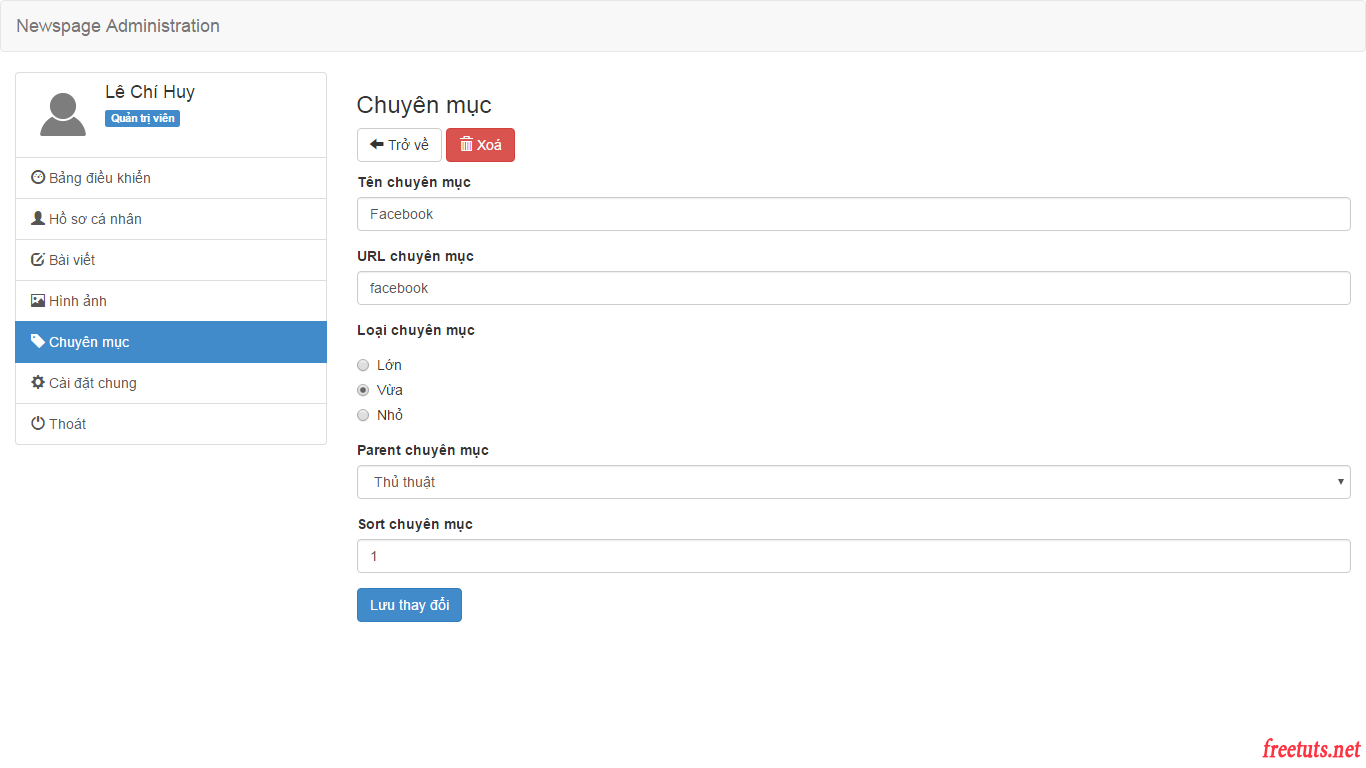 Newspage Administration
Lê Chí Huy
Quản trị viên
Bảng điều khiển
Hồ sơ cá nhân
Bài viết
Hình ảnh
Chuyên mục
Cài đặt chung
Thoát
Chuyên mục
Trở về
Xoá
Tên chuyên mục
Facebook
URL chuyên mục
facebook
Loại chuyên mục
Lớn
Vừa
Nhỏ
Parent chuyên mục
Thủ thuật
Sort chuyên mục
1
Lưu thay đổi
freetuts.net